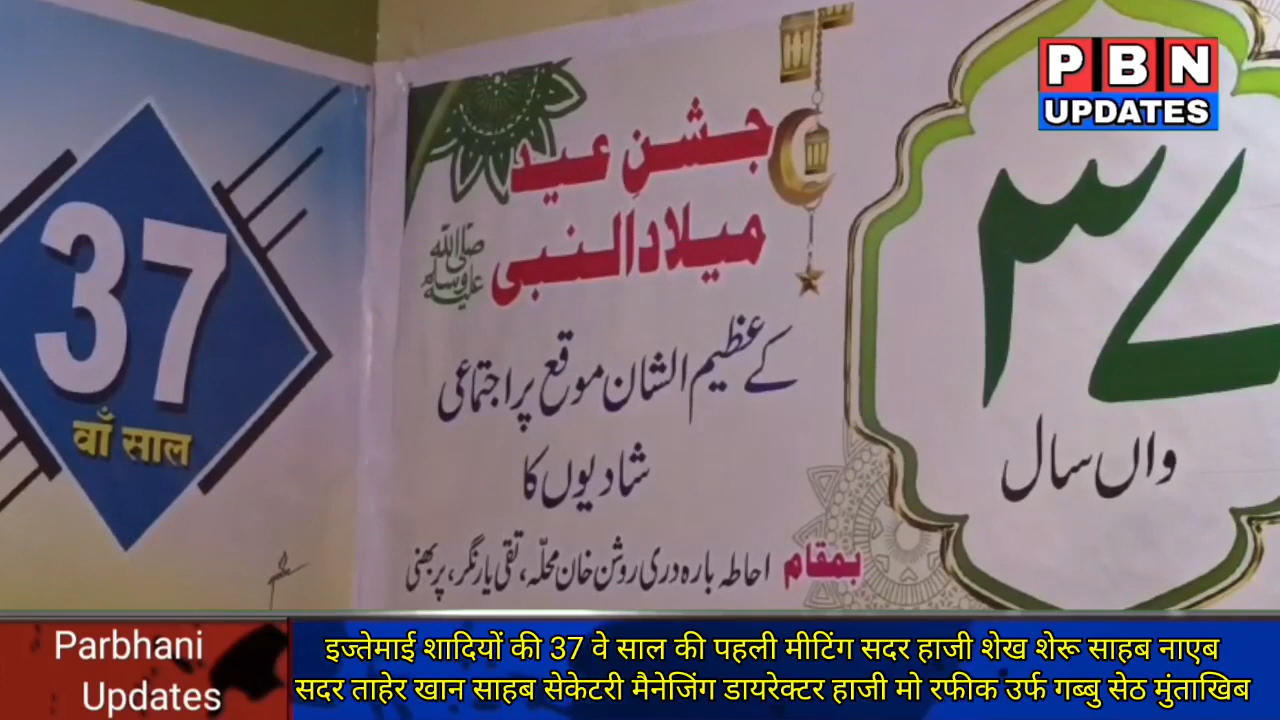 37
वाँ साल
جشنِ عید
میلادالنبی
صلی اللہ علیہ وسلم
کے عظیم الشان موقع پر اجتماعی
شادیوں کا
بمقام احاطہ بارہ دری روشن خان محلّہ، تقی یار نگر، پربھنی
۳۷
واں سال
PBN
UPDATES
Parbhani
Updates
इज्तेमाई शादियों की 37 वे साल की पहली मीटिंग सदर हाजी शेख शेरू साहब नाएब
सदर ताहेर खान साहब सेकेटरी मैनेजिंग डायरेक्टर हाजी मो रफीक उर्फ गब्बु सेठ मुंताखिब